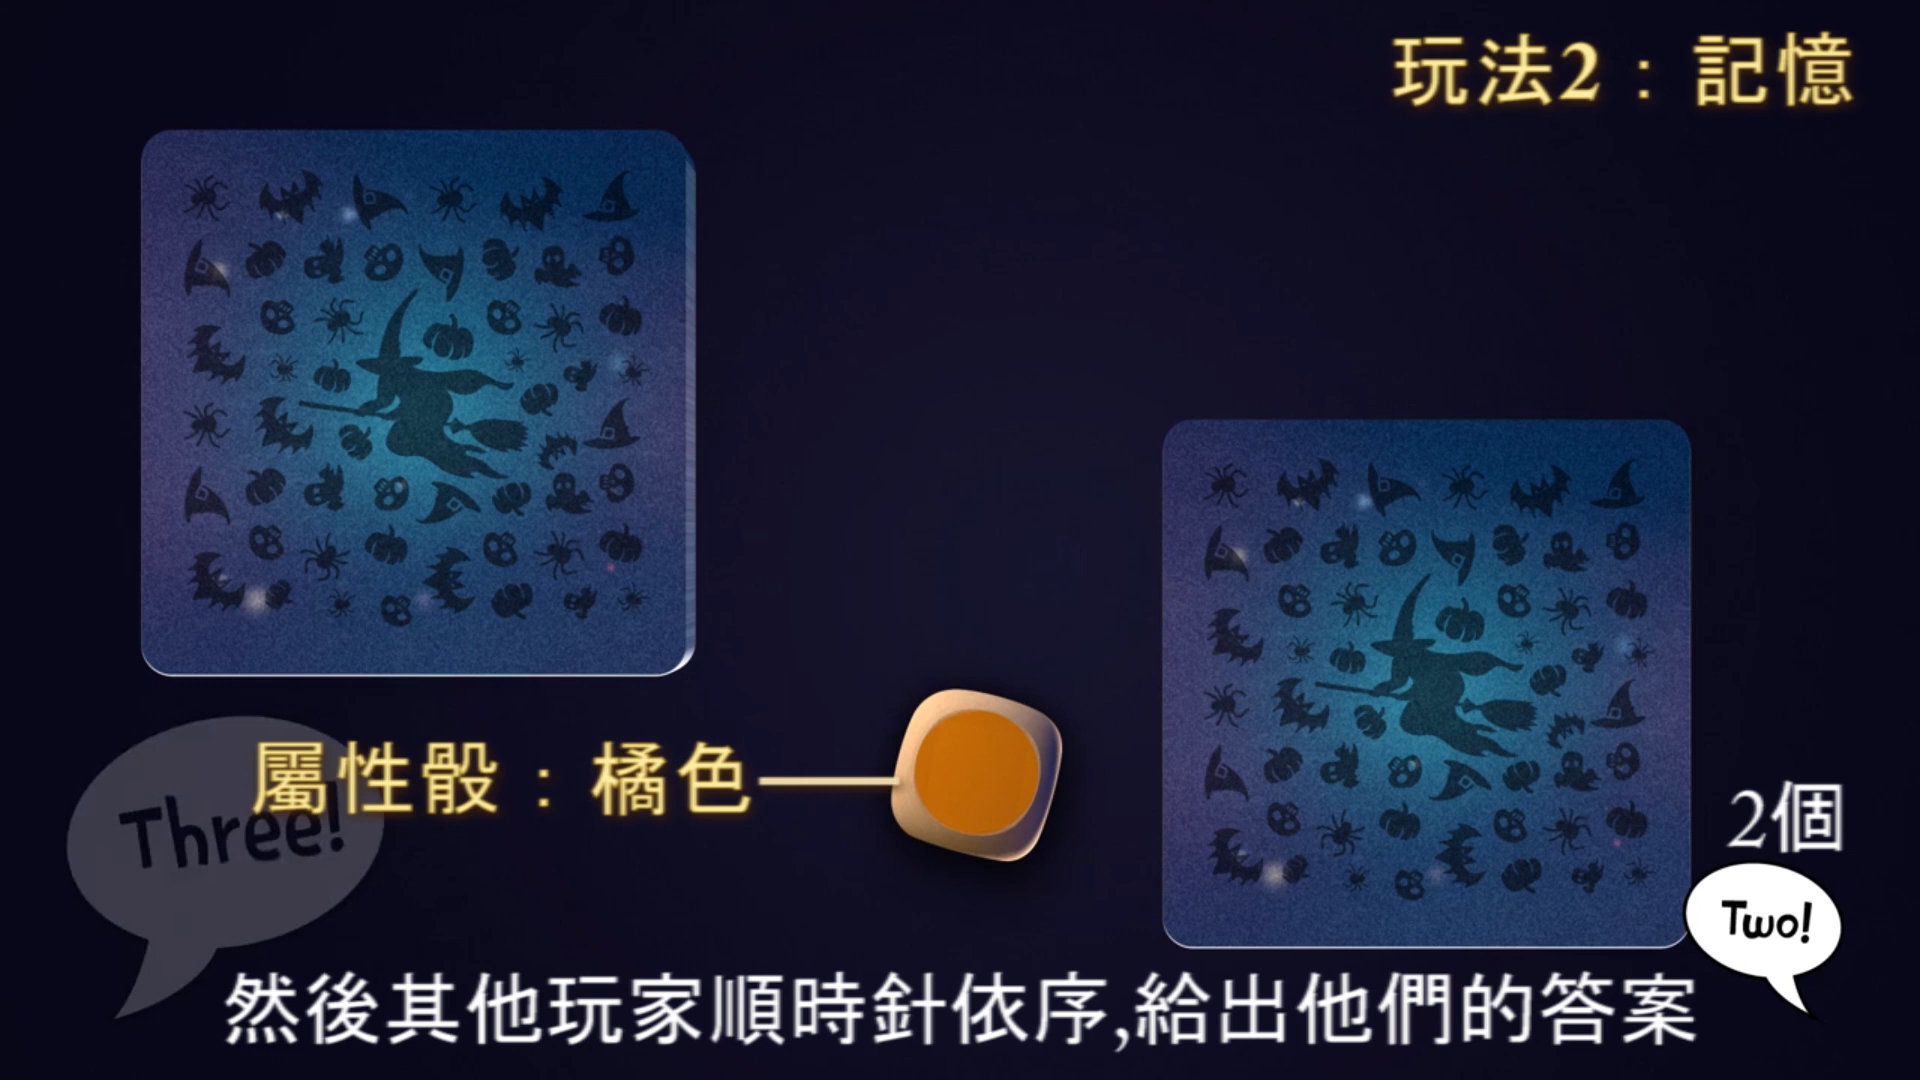 玩法2：記憶
屬性骰：橘色
Three!
2個
Two!
然後其他玩家順時針依序,給出他們的答案